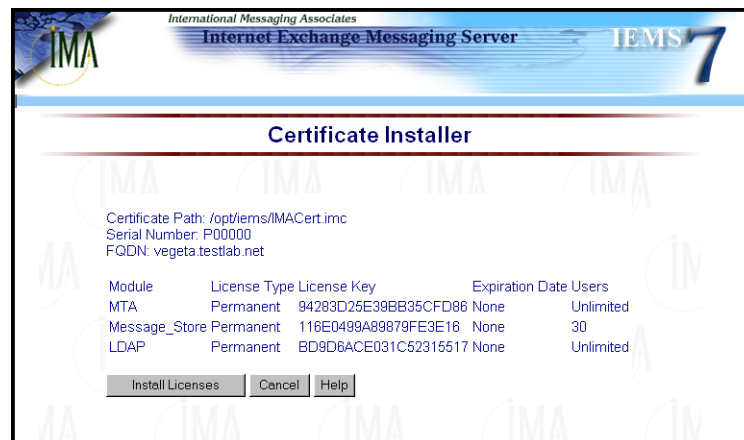 International Messaging Associates
IMA
Internet Exchange Messaging Server
IEMS 7
Certificate Installer
Certificate Path: /opt/iems/IMACert.imc
Serial Number: P00000
FQDN: vegeta.testlab.net
Module License Type License Key Expiration Date Users
MTA Permanent 94283D25E39BB35CFD86 None Unlimited
Message_Store Permanent 116E0499A89879FE3E16 None 30
LDAP Permanent BD9D6ACE031C52315517 None Unlimited
Install Licenses Cancel Help